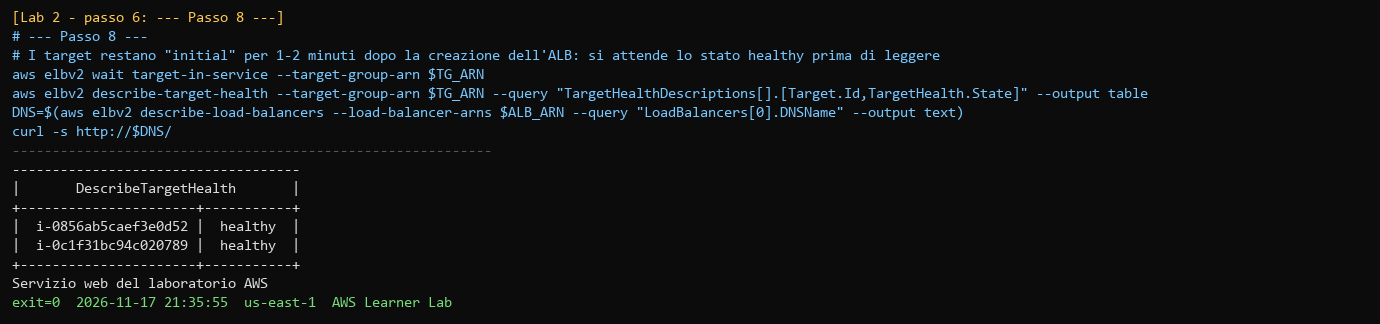 [Lab 2 - passo 6: --- Passo 8 ---]
# --- Passo 8 ---
# I target restano "initial" per 1-2 minuti dopo la creazione dell'ALB: si attende lo stato healthy prima di leggere
aws elbv2 wait target-in-service --target-group-arn $TG_ARN
aws elbv2 describe-target-health --target-group-arn $TG_ARN --query "TargetHealthDescriptions[].[Target.Id,TargetHealth.State]" --output table
DNS=$(aws elbv2 describe-load-balancers --load-balancer-arns $ALB_ARN --query "LoadBalancers[0].DNSName" --output text)
curl -s http://$DNS/
------------------------------------------------------------
------------------------------------
|       DescribeTargetHealth       |
+----------------------+-----------+
|  i-0856ab5caef3e0d52 |  healthy  |
|  i-0c1f31bc94c020789 |  healthy  |
+----------------------+-----------+
Servizio web del laboratorio AWS
exit=0  2026-11-17 21:35:55  us-east-1  AWS Learner Lab